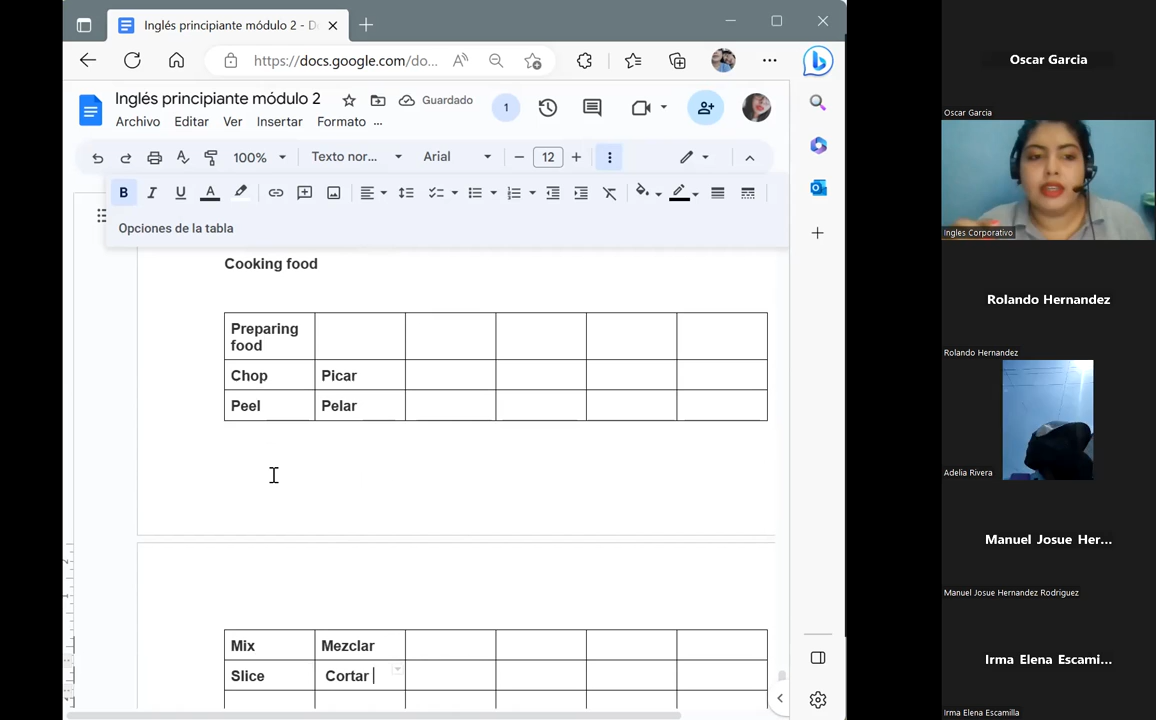 Inglés principiante módulo 2 - D
https://docs.google.com/do...
Inglés principiante módulo 2
Guardado
1
Archivo Editar Ver Insertar Formato ...
100% Texto nor... Arial 12
Opciones de la tabla
Cooking food
Preparing
food
Chop Picar
Peel Pelar
Mix Mezclar
Slice Cortar
Oscar Garcia
Oscar Garcia
Ingles Corporativo
Rolando Hernandez
Rolando Hernandez
Adelia Rivera
Manuel Josue Her...
Manuel Josue Hernandez Rodriguez
Irma Elena Escami...
Irma Elena Escamilla